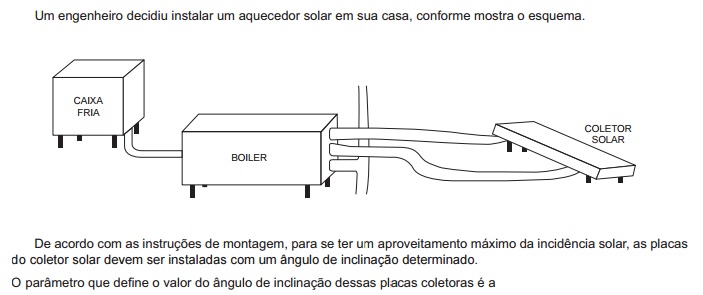 Um engenheiro decidiu instalar um aquecedor solar em sua casa, conforme mostra o esquema.
CAIXA
FRIA
BOILER
COLETOR
SOLAR
De acordo com as instruções de montagem, para se ter um aproveitamento máximo da incidência solar, as placas
do coletor solar devem ser instaladas com um ângulo de inclinação determinado.
O parâmetro que define o valor do ângulo de inclinação dessas placas coletoras é a